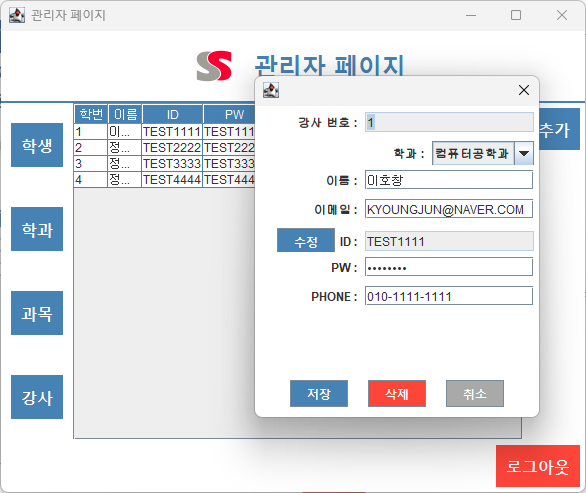 관리자 페이지
SS 관리자 페이지
학생
학과
과목
강사
학번 이름 ID PW
1 이... TEST1111 TEST111
2 정... TEST2222 TEST222
3 정... TEST3333 TEST333
4 정... TEST4444 TEST444
추가
강사 번호 : 1
학과 : 컴퓨터공학과
이름 : 이호창
이메일 : KYOUNGJUN@NAVER.COM
수정 ID : TEST1111
PW : ••••••••
PHONE : 010-1111-1111
저장 삭제 취소
로그아웃